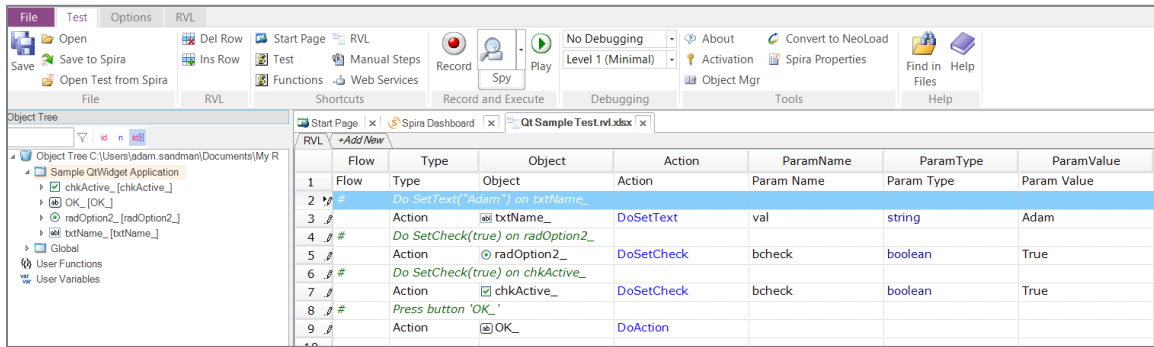 File Test Options RVL
Open Del Row Start Page RVL No Debugging About Convert to NeoLoad
Save to Spira Ins Row Test Manual Steps Level 1 (Minimal) Activation Spira Properties
Save Open Test from Spira Functions Web Services Record Spy Play Object Mgr Find in Files Help
File RVL Shortcuts Record and Execute Debugging Tools Help
Object Tree
Start Page x Spira Dashboard x Qt Sample Test.rvl.xlsx x
id n id
RVL +Add New
Object Tree C:\Users\adam.sandman\Documents\My R
Sample QtWidget Application
chkActive_ [chkActive_]
OK_ [OK_]
radOption2_ [radOption2_]
txtName_ [txtName_]
Global
User Functions
var User Variables
Flow Type Object Action ParamName ParamType ParamValue
1 Flow Type Object Action Param Name Param Type Param Value
2 # Do SetText("Adam") on txtName_
3 Action ab txtName_ DoSetText val string Adam
4 # Do SetCheck(true) on radOption2_
5 Action radOption2_ DoSetCheck bcheck boolean True
6 # Do SetCheck(true) on chkActive_
7 Action chkActive_ DoSetCheck bcheck boolean True
8 # Press button 'OK_'
9 Action ab OK_ DoAction